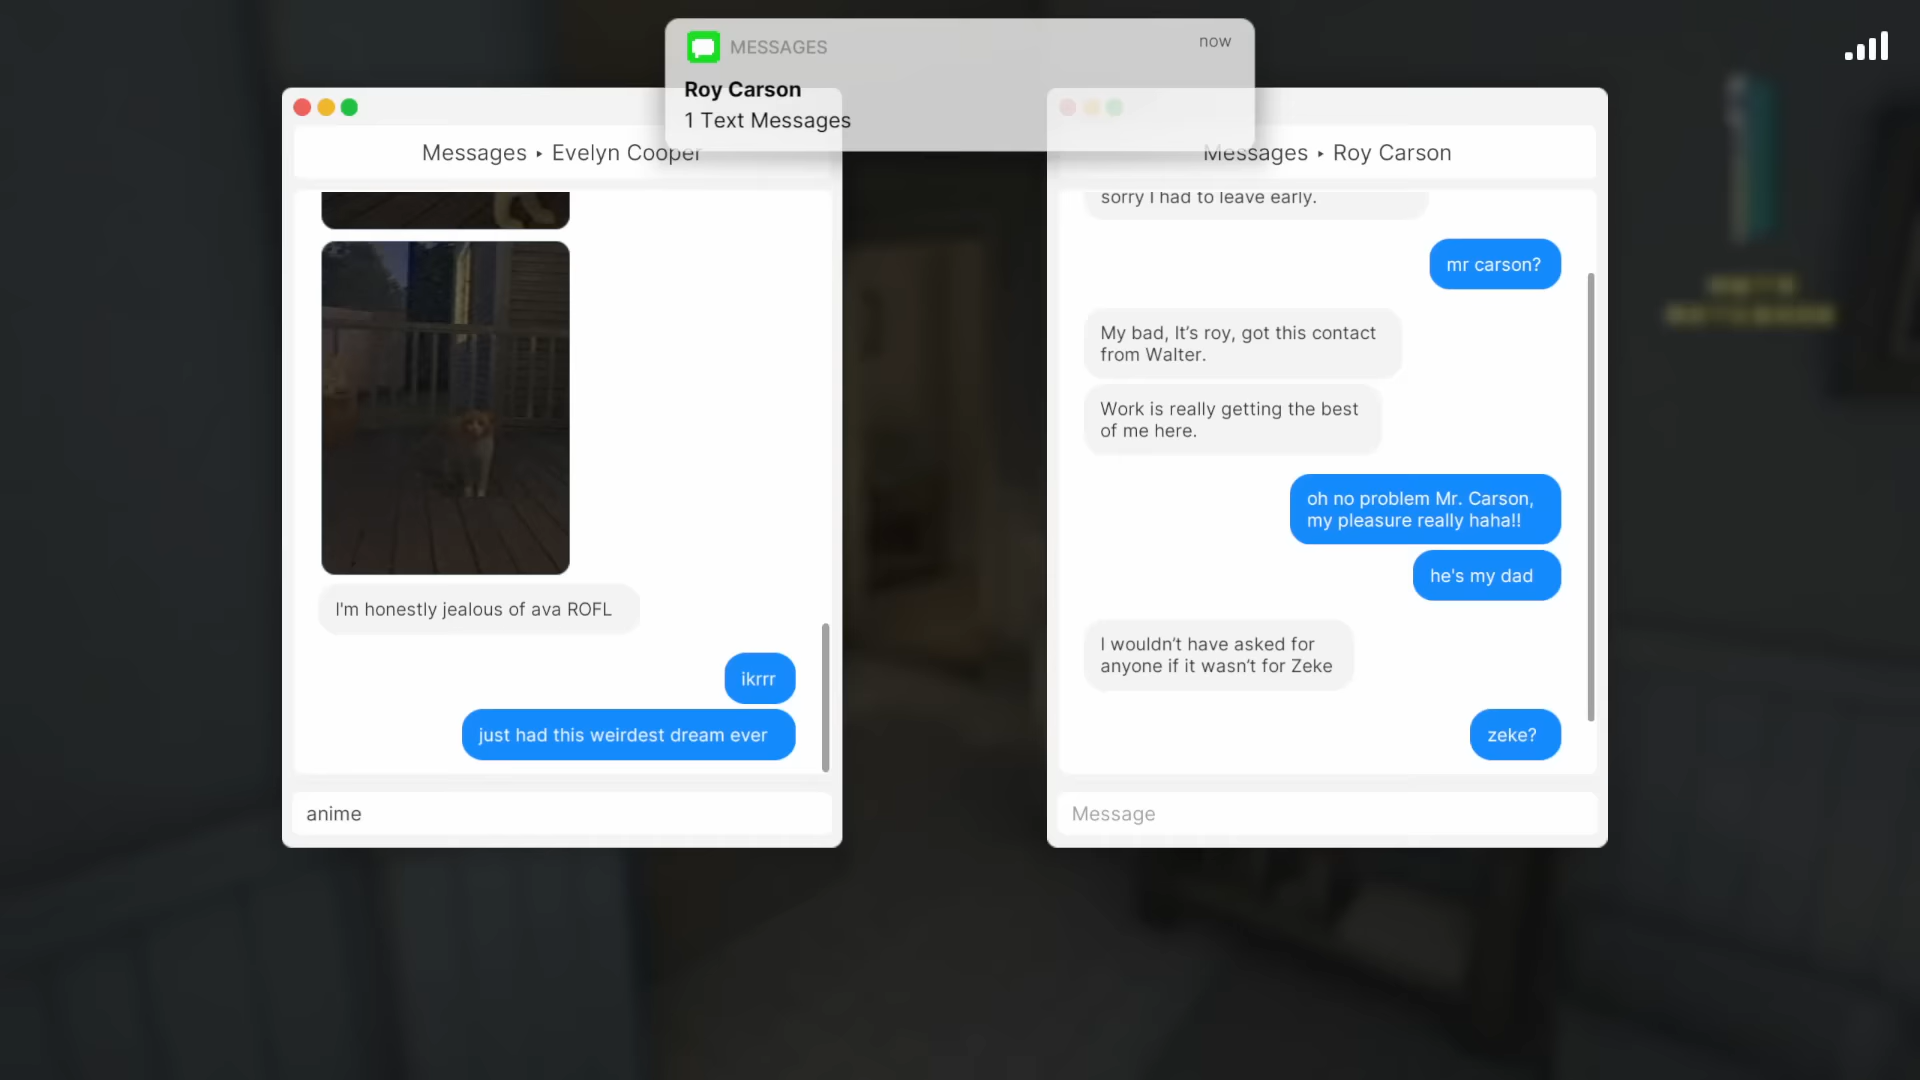 MESSAGES
now
Roy Carson
1 Text Messages
Messages ‣ Evelyn Cooper
I'm honestly jealous of ava ROFL
ikrrr
just had this weirdest dream ever
anime
Messages ‣ Roy Carson
sorry I had to leave early.
mr carson?
My bad, It’s roy, got this contact
from Walter.
Work is really getting the best
of me here.
oh no problem Mr. Carson,
my pleasure really haha!!
he's my dad
I wouldn’t have asked for
anyone if it wasn’t for Zeke
zeke?
Message